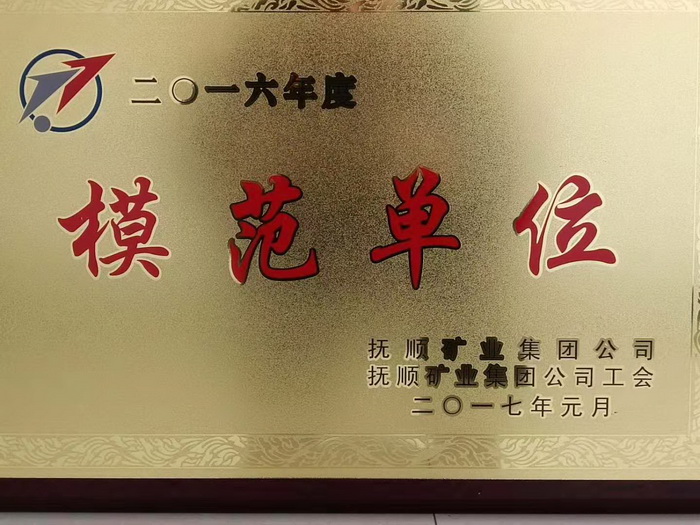 二〇一六年度
模范单位
抚顺矿业集团公司
抚顺矿业集团公司工会
二〇一七年元月